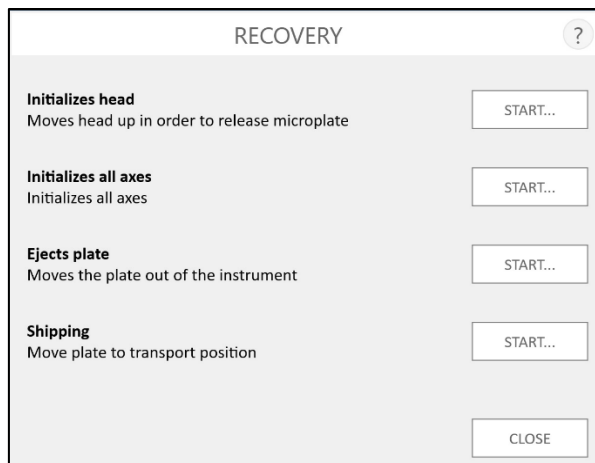 RECOVERY
?
Initializes head
Moves head up in order to release microplate
START...
Initializes all axes
Initializes all axes
START...
Ejects plate
Moves the plate out of the instrument
START...
Shipping
Move plate to transport position
START...
CLOSE